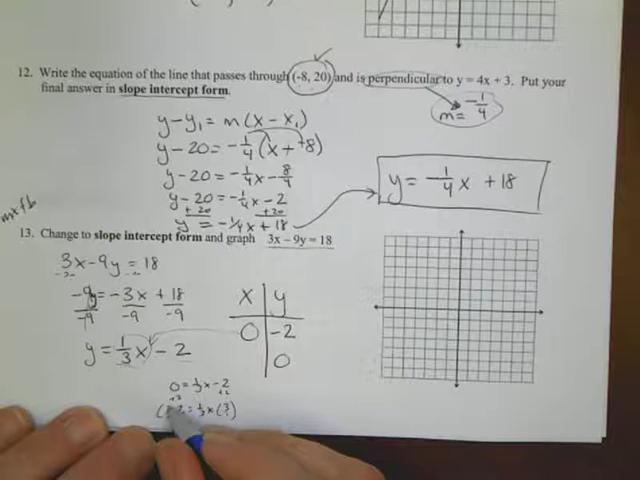 12. Write the equation of the line that passes through (-8, 20) and is perpendicular to y = 4x + 3. Put your
final answer in slope intercept form.
m = -1/4
y - y₁ = m(x - x₁)
y - 20 = -1/4(x + +8)
y - 20 = -1/4x - 8/4
y - 20 = -1/4x - 2
+20 +20
y = -1/4x + 18
y = -1/4x + 18
mx+b
13. Change to slope intercept form and graph 3x – 9y = 18
3x - 9y = 18
-9y = -3x + 18
-9 -9 -9
y = 1/3x - 2
x y
0 -2
0
0 = 1/3x - 2
= 1/3x (3/1)